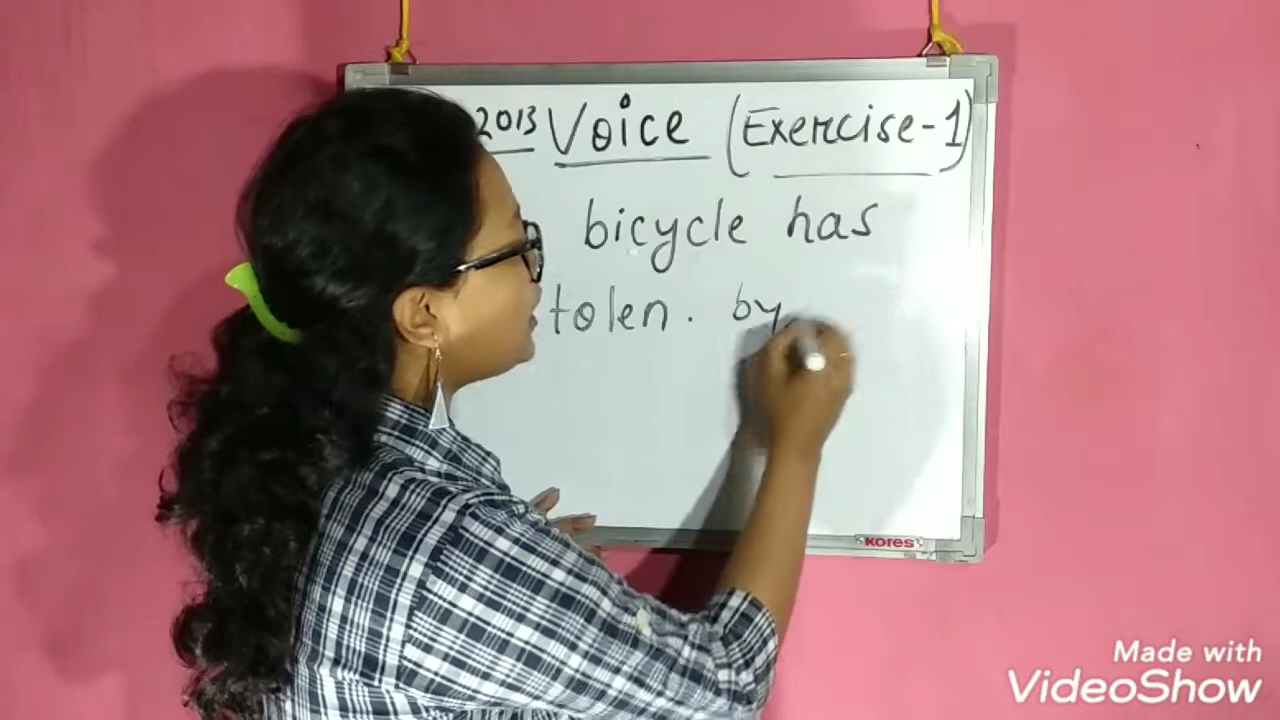 2013 Voice (Exercise-1)
bicycle has
tolen. by
KORES
Made with
VideoShow